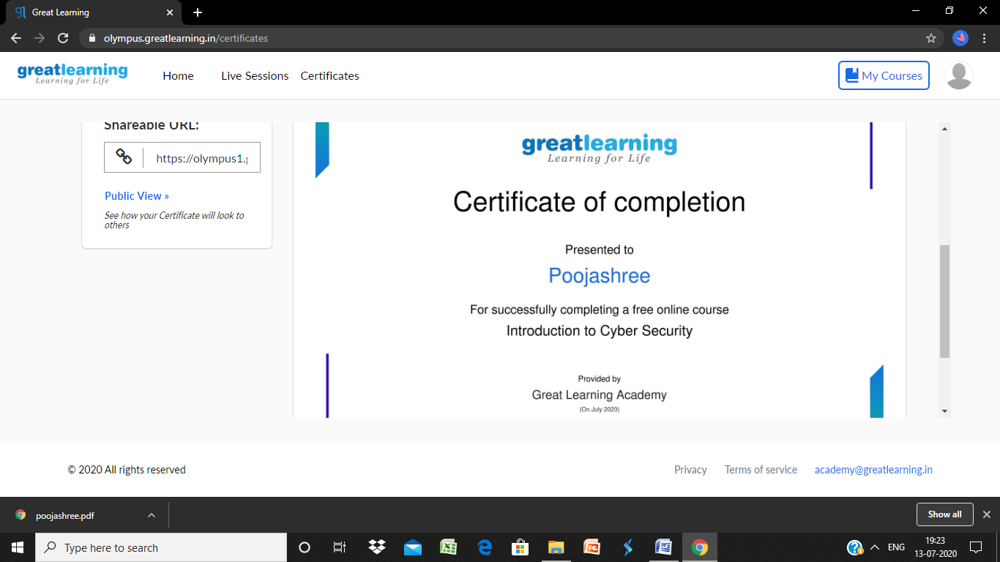 Great Learning
olympus.greatlearning.in/certificates
greatlearning
Learning for Life
Home
Live Sessions
Certificates
My Courses
Shareable URL:
https://olympus1.g
Public View »
See how your Certificate will look to
others
greatlearning
Learning for Life
Certificate of completion
Presented to
Poojashree
For successfully completing a free online course
Introduction to Cyber Security
Provided by
Great Learning Academy
(On July 2020)
© 2020 All rights reserved
Privacy
Terms of service
academy@greatlearning.in
poojashree.pdf
Show all
Type here to search
ENG
19:23
13-07-2020